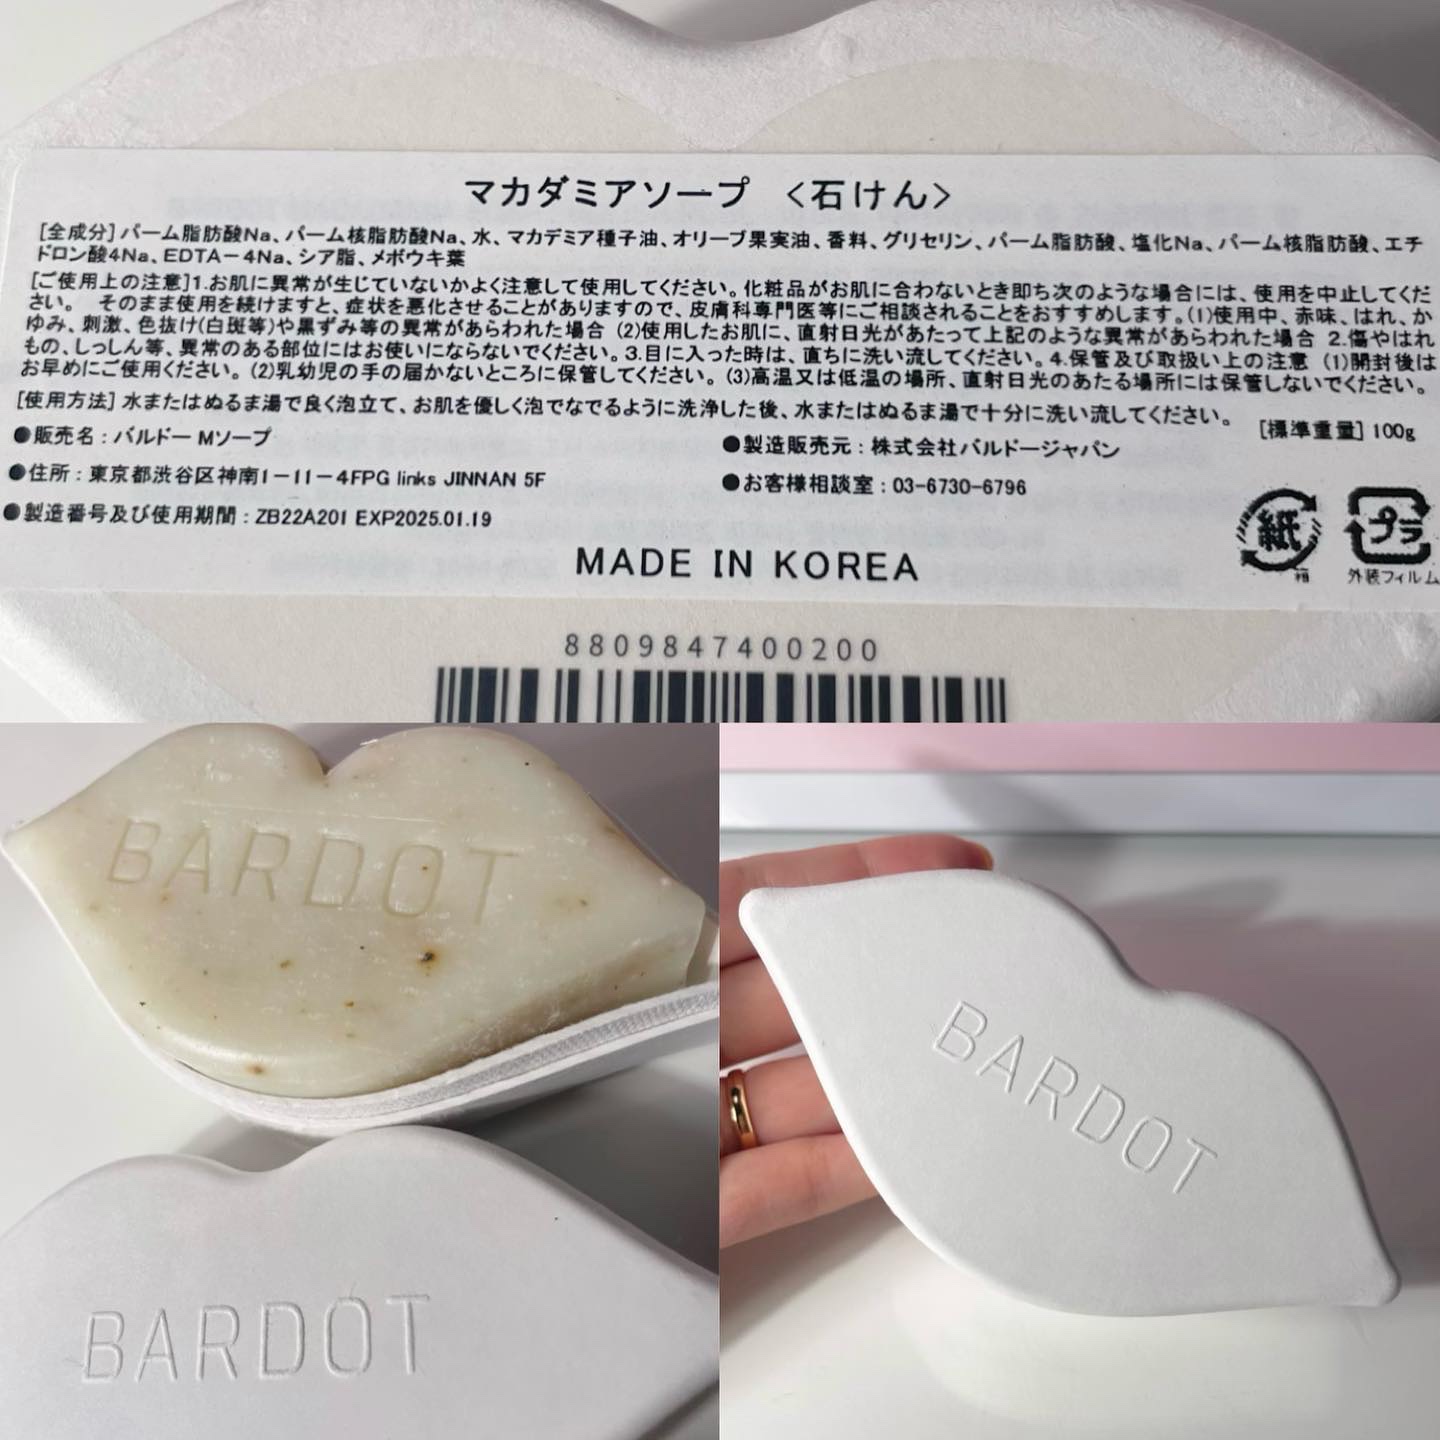 マカダミアソープ 〈石けん〉
[全成分] パーム脂肪酸Na、パーム核脂肪酸Na、水、マカデミア種子油、オリーブ果実油、香料、グリセリン、パーム脂肪酸、塩化Na、パーム核脂肪酸、エチ
ドロン酸4Na、EDTA－4Na、シア脂、メボウキ葉
[ご使用上の注意]1.お肌に異常が生じていないかよく注意して使用してください。化粧品がお肌に合わないとき即ち次のような場合には、使用を中止してくだ
さい。 そのまま使用を続けますと、症状を悪化させることがありますので、皮膚科専門医等にご相談されることをおすすめします。(1)使用中、赤味、はれ、か
ゆみ、刺激、色抜け(白斑等)や黒ずみ等の異常があらわれた場合 (2)使用したお肌に、直射日光があたって上記のような異常があらわれた場合 2.傷やはれ
もの、しっしん等、異常のある部位にはお使いにならないでください。3.目に入った時は、直ちに洗い流してください。4.保管及び取扱い上の注意 (1)開封後は
お早めにご使用ください。(2)乳幼児の手の届かないところに保管してください。(3)高温又は低温の場所、直射日光のあたる場所には保管しないでください。
[使用方法] 水またはぬるま湯で良く泡立て、お肌を優しく泡でなでるように洗浄した後、水またはぬるま湯で十分に洗い流してください。 [標準重量] 100g
●販売名：バルドー Mソープ
●製造販売元：株式会社バルドージャパン
●住所：東京都渋谷区神南1－11－4FPG links JINNAN 5F
●お客様相談室：03-6730-6796
●製造番号及び使用期間：ZB22A201 EXP2025.01.19
MADE IN KOREA
紙
箱
プラ
外装フィルム
8809847400200
BARDOT
BARDOT
BARDOT